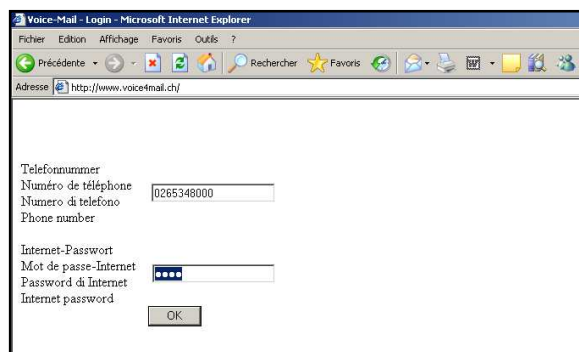 Voice-Mail - Login - Microsoft Internet Explorer
Fichier Edition Affichage Favoris Outils ?
Précédente Rechercher Favoris
Adresse http://www.voice4mail.ch/
Telefonnummer
Numéro de téléphone
Numero di telefono
Phone number
0265348000
Internet-Passwort
Mot de passe-Internet
Password di Internet
Internet password
••••
OK